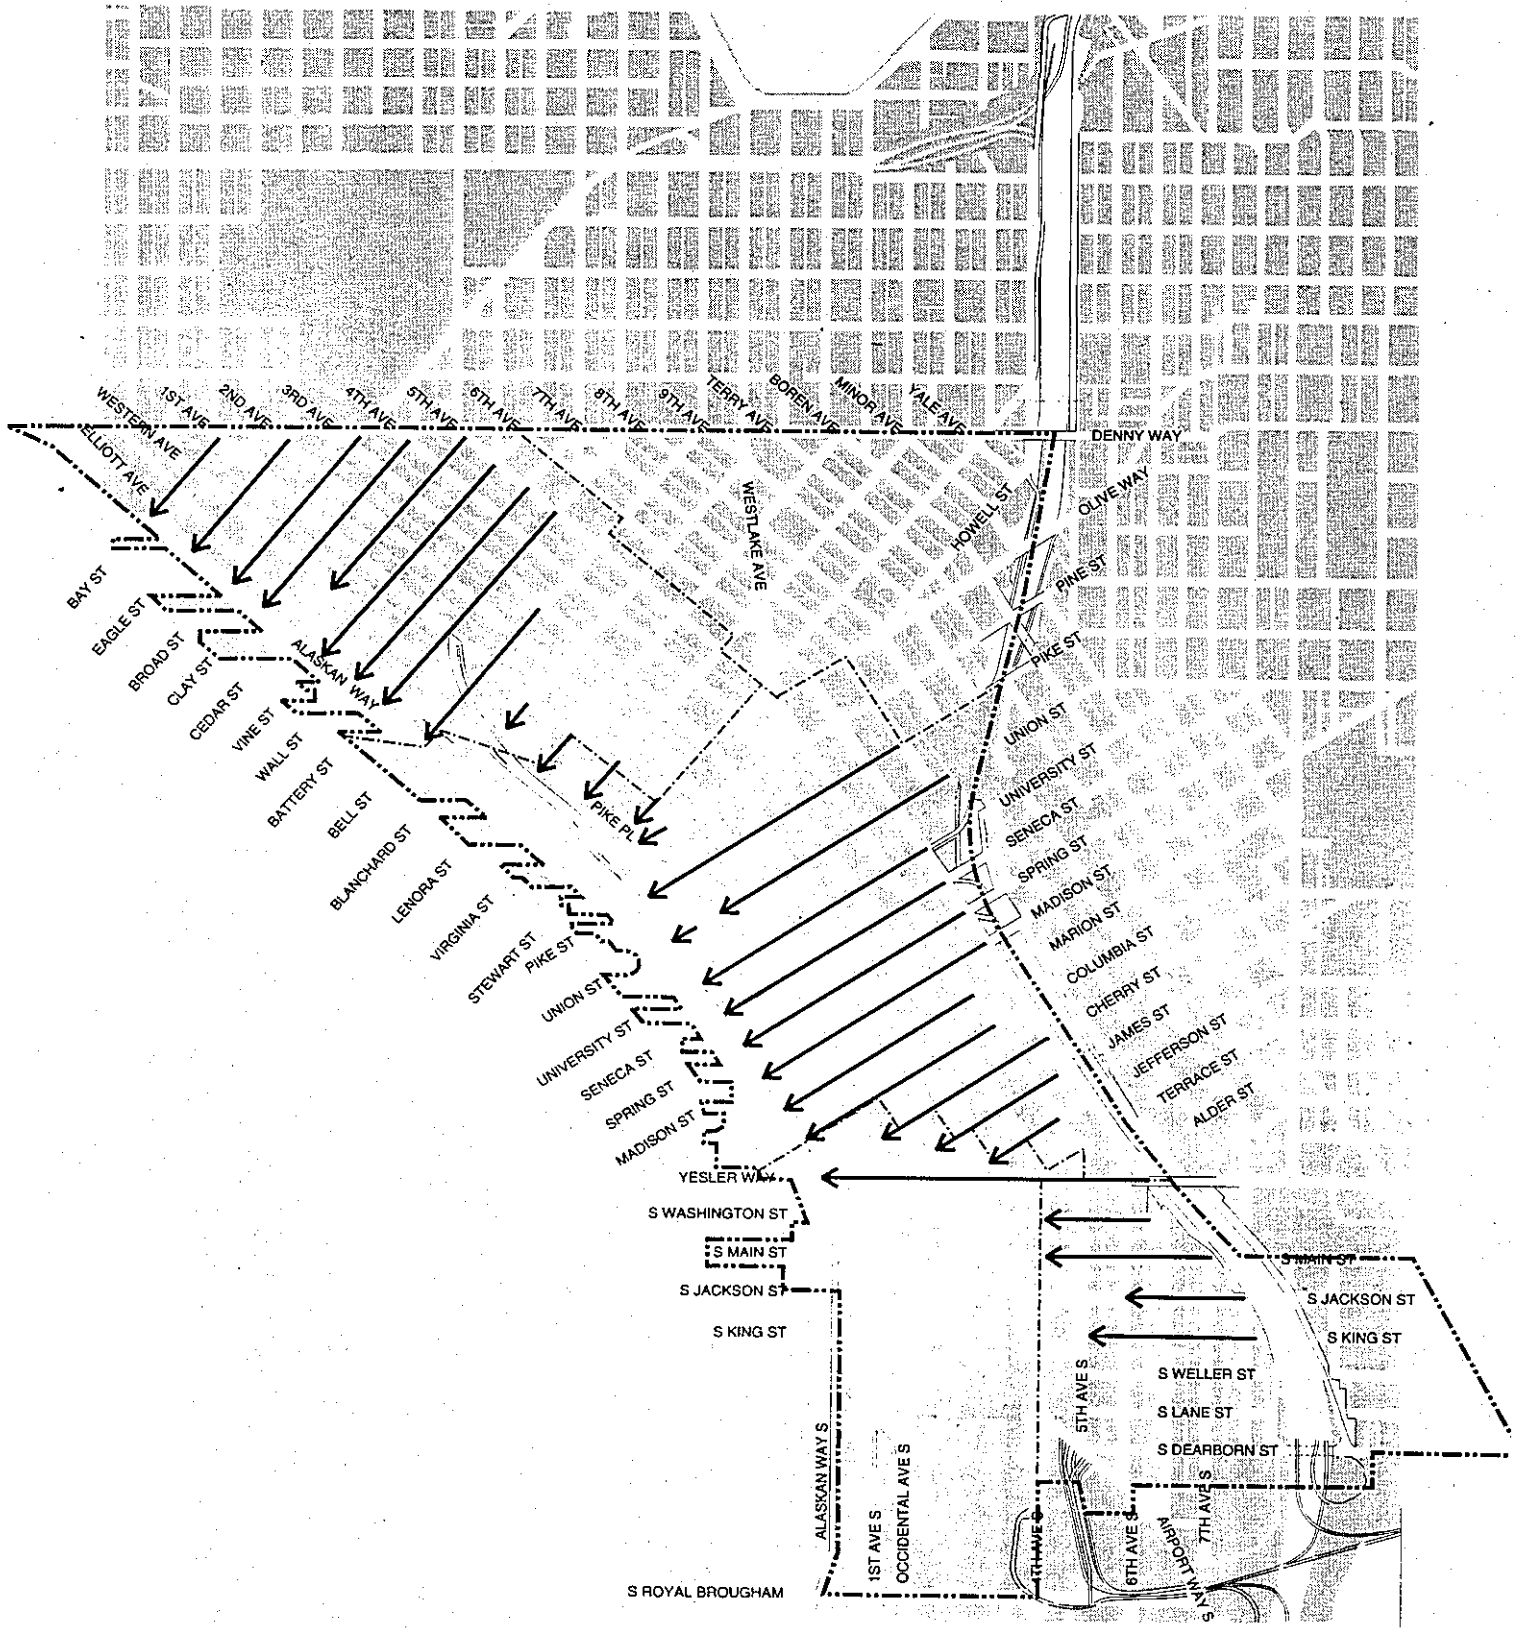 WESTERN AVE
1ST AVE
2ND AVE
3RD AVE
4TH AVE
5TH AVE
6TH AVE
7TH AVE
8TH AVE
9TH AVE
TERRY AVE
BOREN AVE
MINOR AVE
YALE AVE
DENNY WAY
ELLIOTT AVE
WESTLAKE AVE
HOWELL ST
OLIVE WAY
PINE ST
PIKE ST
UNION ST
UNIVERSITY ST
SENECA ST
SPRING ST
MADISON ST
MARION ST
COLUMBIA ST
CHERRY ST
JAMES ST
JEFFERSON ST
TERRACE ST
ALDER ST
BAY ST
EAGLE ST
BROAD ST
CLAY ST
CEDAR ST
VINE ST
WALL ST
BATTERY ST
BELL ST
BLANCHARD ST
LENORA ST
VIRGINIA ST
STEWART ST
PIKE ST
UNION ST
UNIVERSITY ST
SENECA ST
SPRING ST
MADISON ST
ALASKAN WAY
PIKE PL
YESLER WAY
S WASHINGTON ST
S MAIN ST
S JACKSON ST
S KING ST
S MAIN ST
S JACKSON ST
S KING ST
S WELLER ST
S LANE ST
S DEARBORN ST
ALASKAN WAY S
1ST AVE S
OCCIDENTAL AVE S
4TH AVE S
5TH AVE S
6TH AVE S
AIRPORT WAY S
7TH AVE S
S ROYAL BROUGHAM